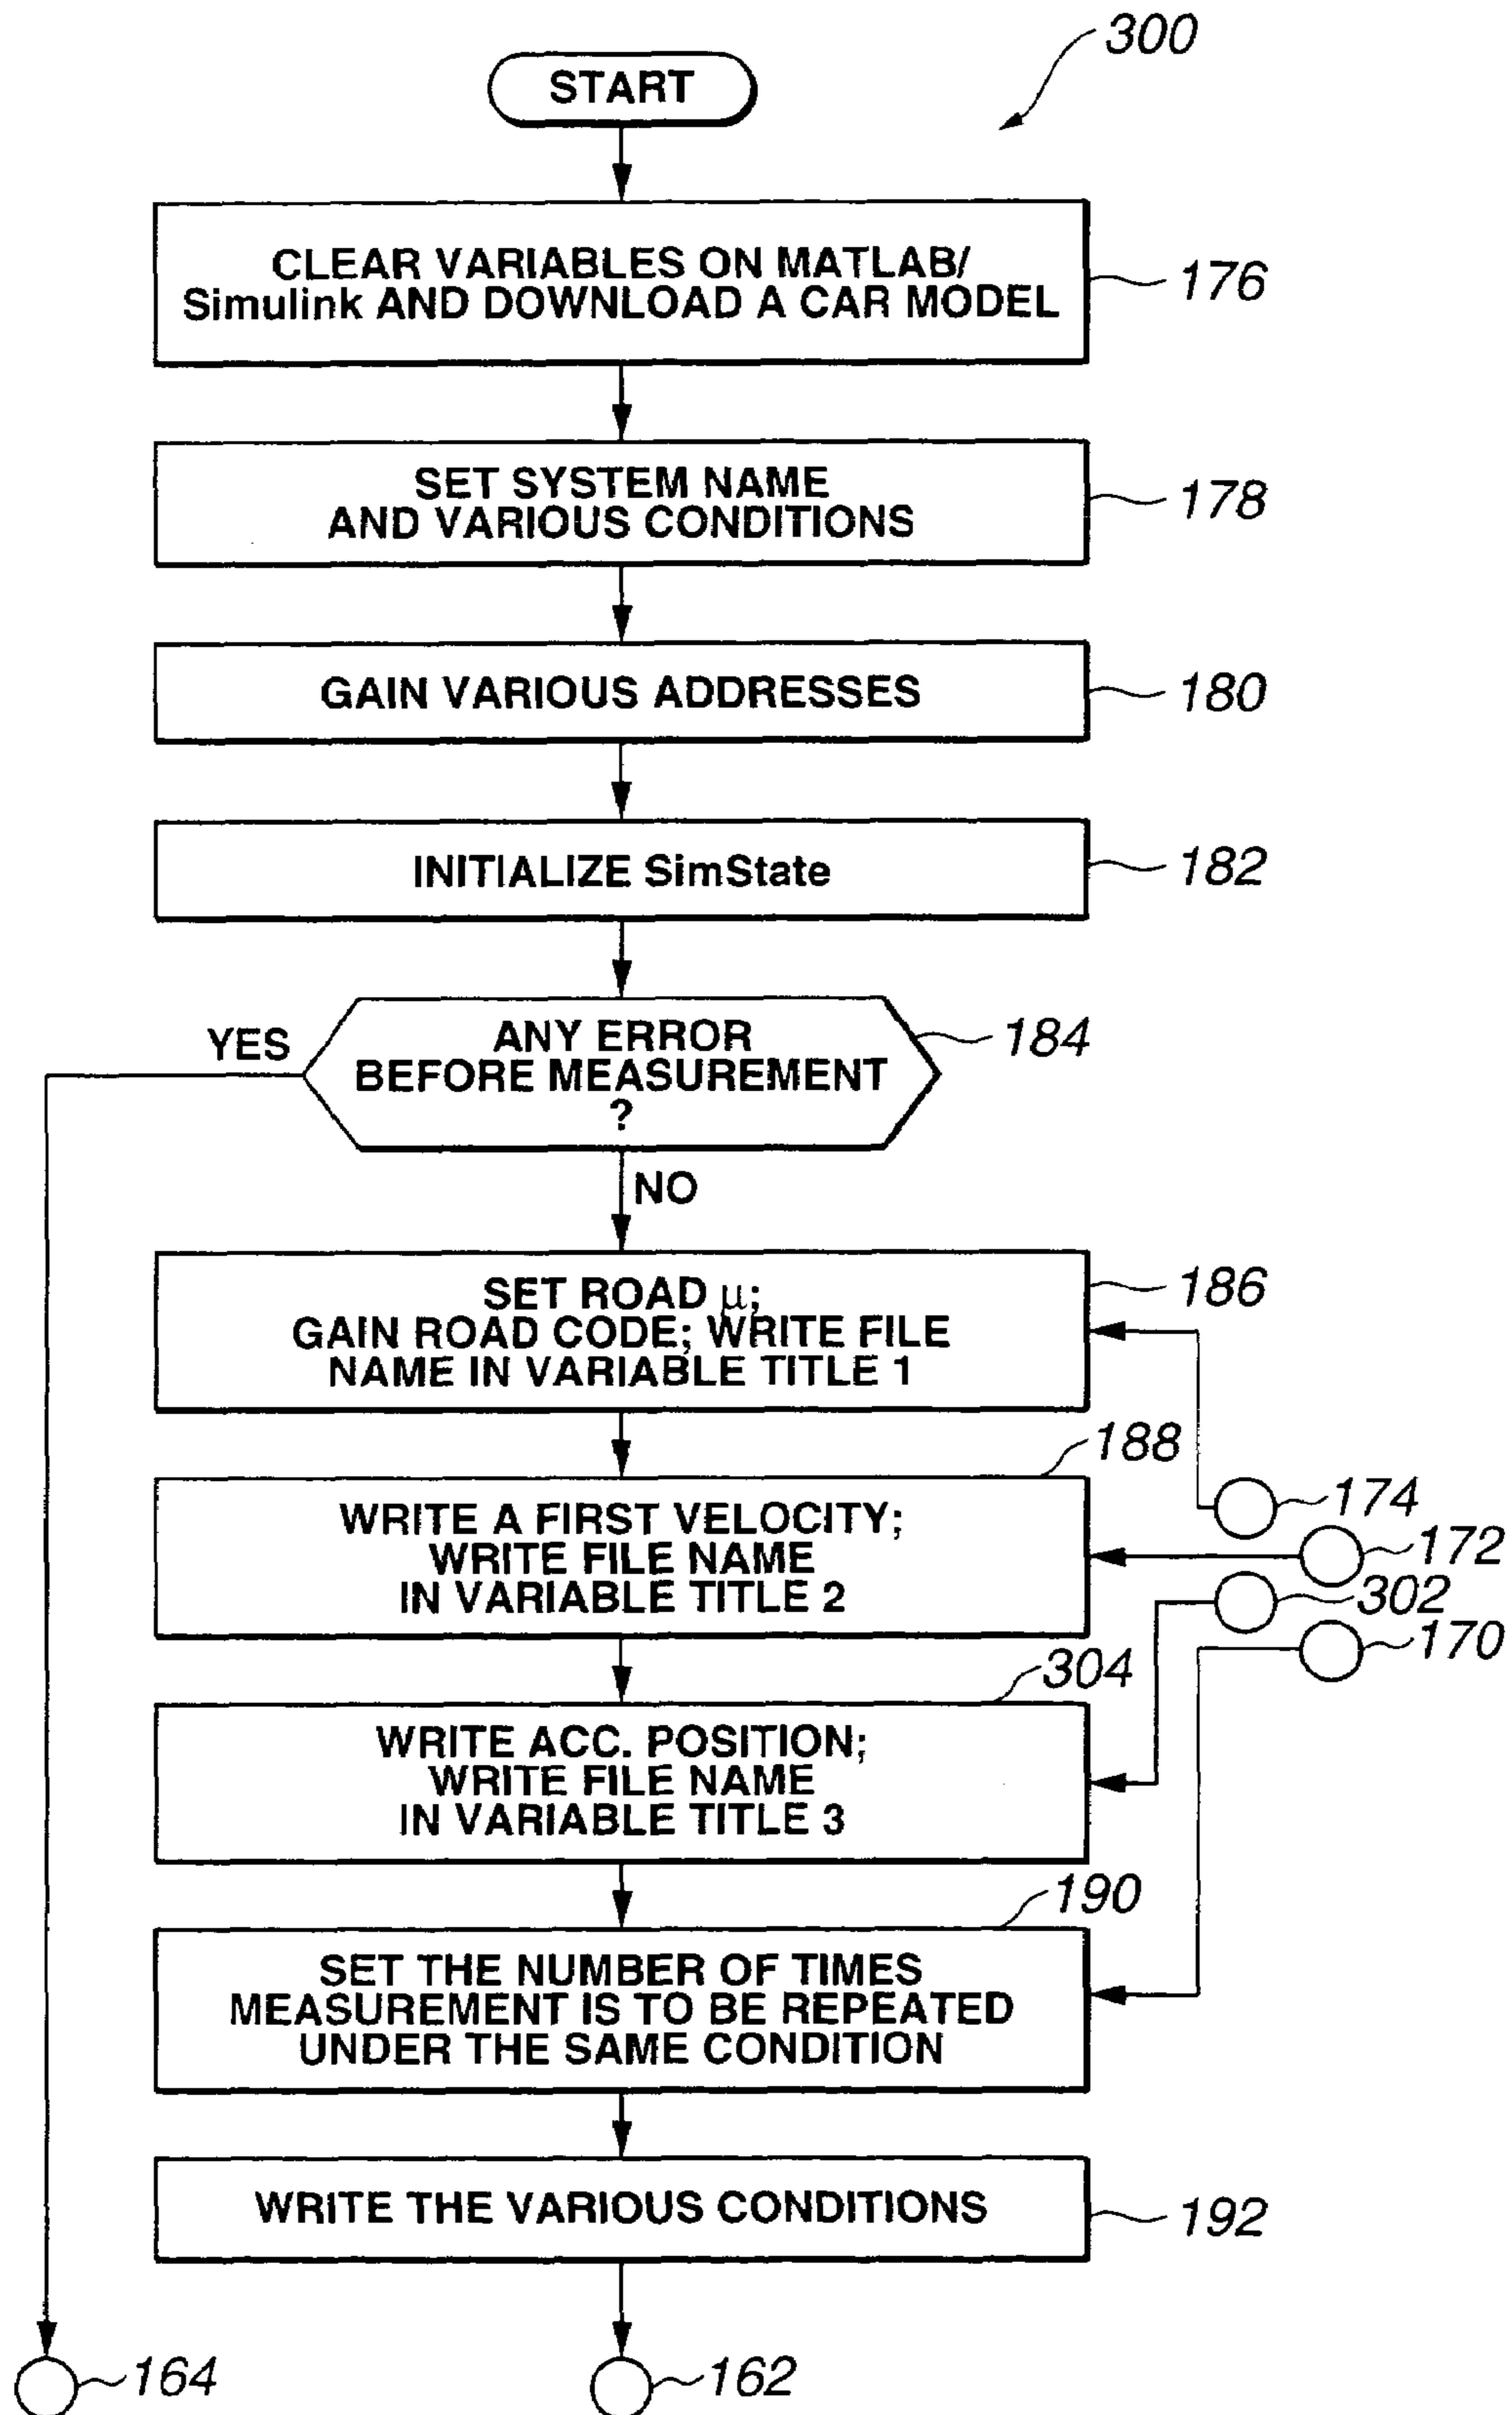 300
START
CLEAR VARIABLES ON MATLAB/
Simulink AND DOWNLOAD A CAR MODEL
176
SET SYSTEM NAME
AND VARIOUS CONDITIONS
178
GAIN VARIOUS ADDRESSES
180
INITIALIZE SimState
182
YES
ANY ERROR
BEFORE MEASUREMENT
?
184
NO
SET ROAD μ;
GAIN ROAD CODE; WRITE FILE
NAME IN VARIABLE TITLE 1
186
188
WRITE A FIRST VELOCITY;
WRITE FILE NAME
IN VARIABLE TITLE 2
174
172
302
170
304
WRITE ACC. POSITION;
WRITE FILE NAME
IN VARIABLE TITLE 3
190
SET THE NUMBER OF TIMES
MEASUREMENT IS TO BE REPEATED
UNDER THE SAME CONDITION
WRITE THE VARIOUS CONDITIONS
192
164
162